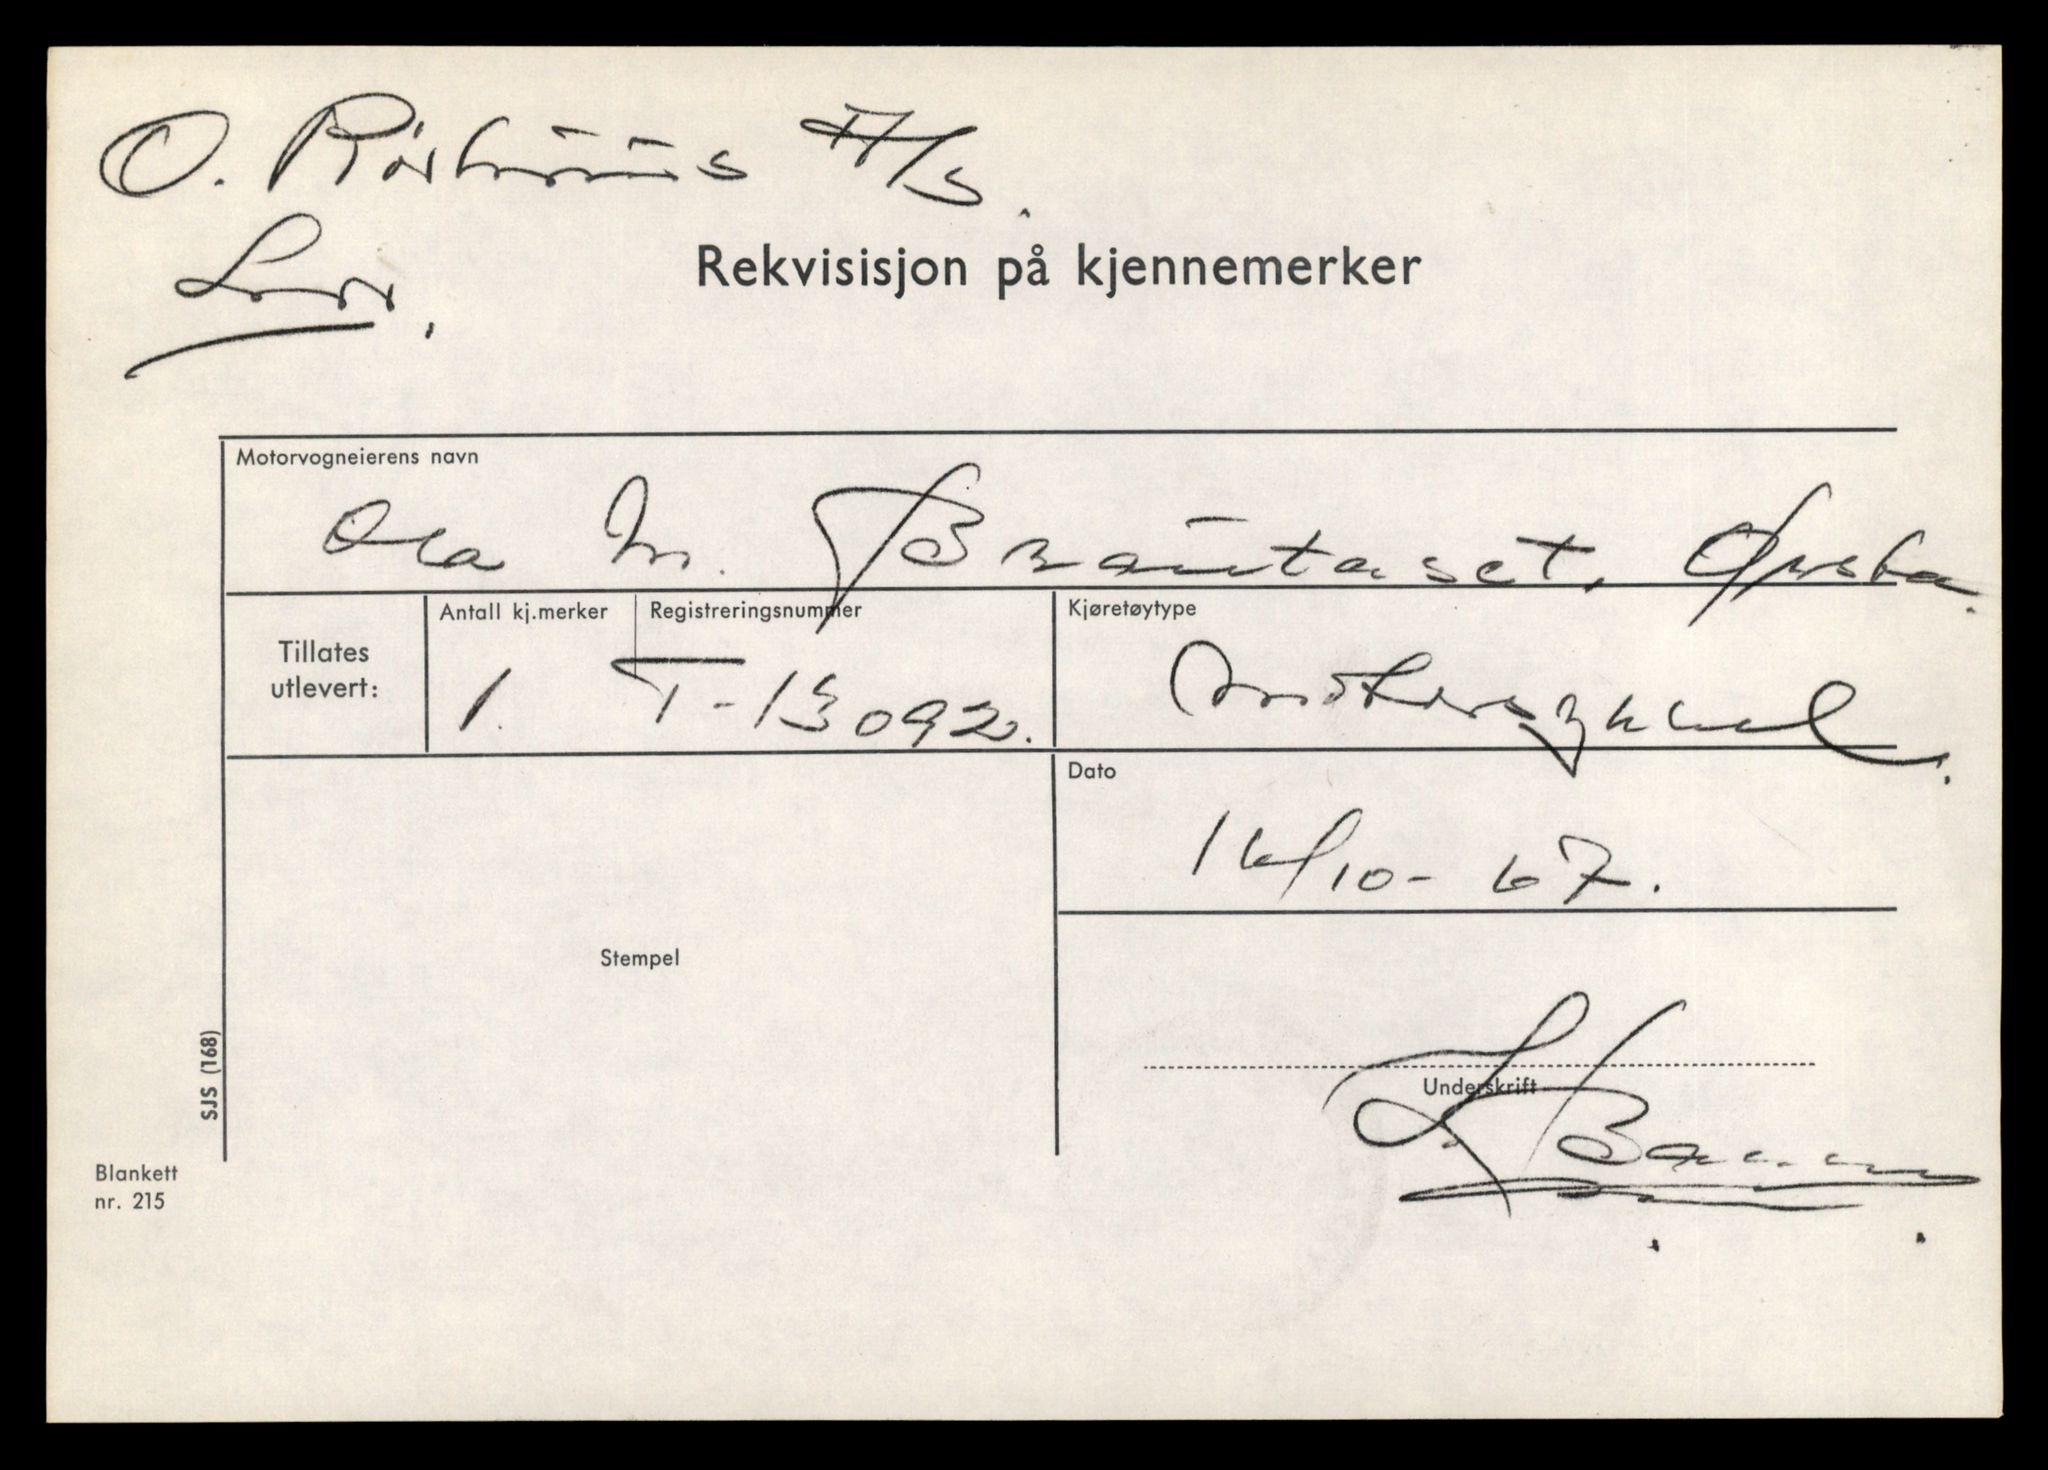 O. A/S.
Rekvisisjon på kjennemerker
Motorvogneierens navn
Ola M. Brautaset, Ørsta.
Tillates utlevert:
Antall kj.merker
Registreringsnummer
Kjøretøytype
1. T-13092.
Motorsykkel.
Dato
16/10-67.
Stempel
Underskrift
SJS (168)
Blankett
nr. 215